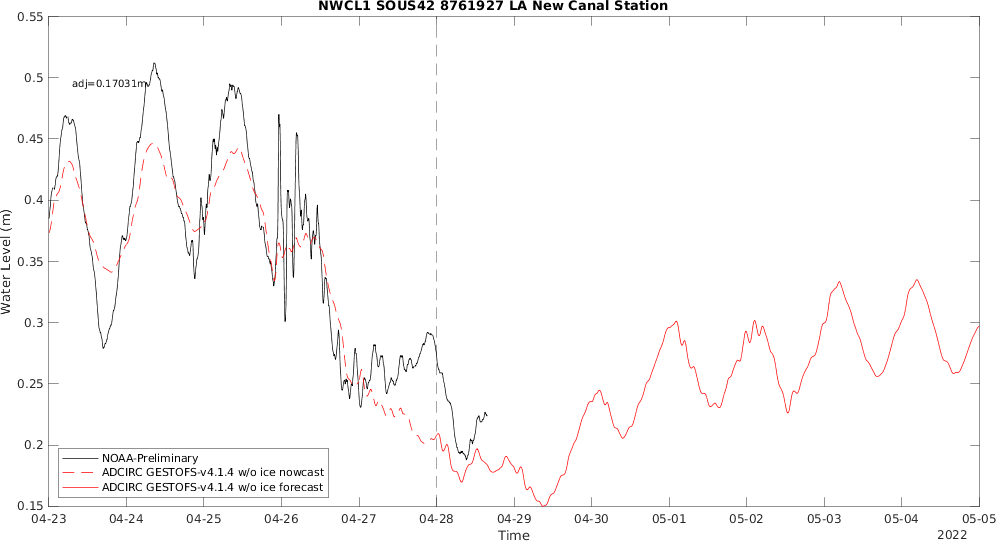 NWCL1 SOUS42 8761927 LA New Canal Station
0.55
0.5
0.45
0.4
0.35
0.3
0.25
0.2
0.15
Water Level (m)
adj=0.17031m
NOAA-Preliminary
ADCIRC GESTOFS-v4.1.4 w/o ice nowcast
ADCIRC GESTOFS-v4.1.4 w/o ice forecast
04-23 04-24 04-25 04-26 04-27 04-28 04-29 04-30 05-01 05-02 05-03 05-04 05-05
Time
2022